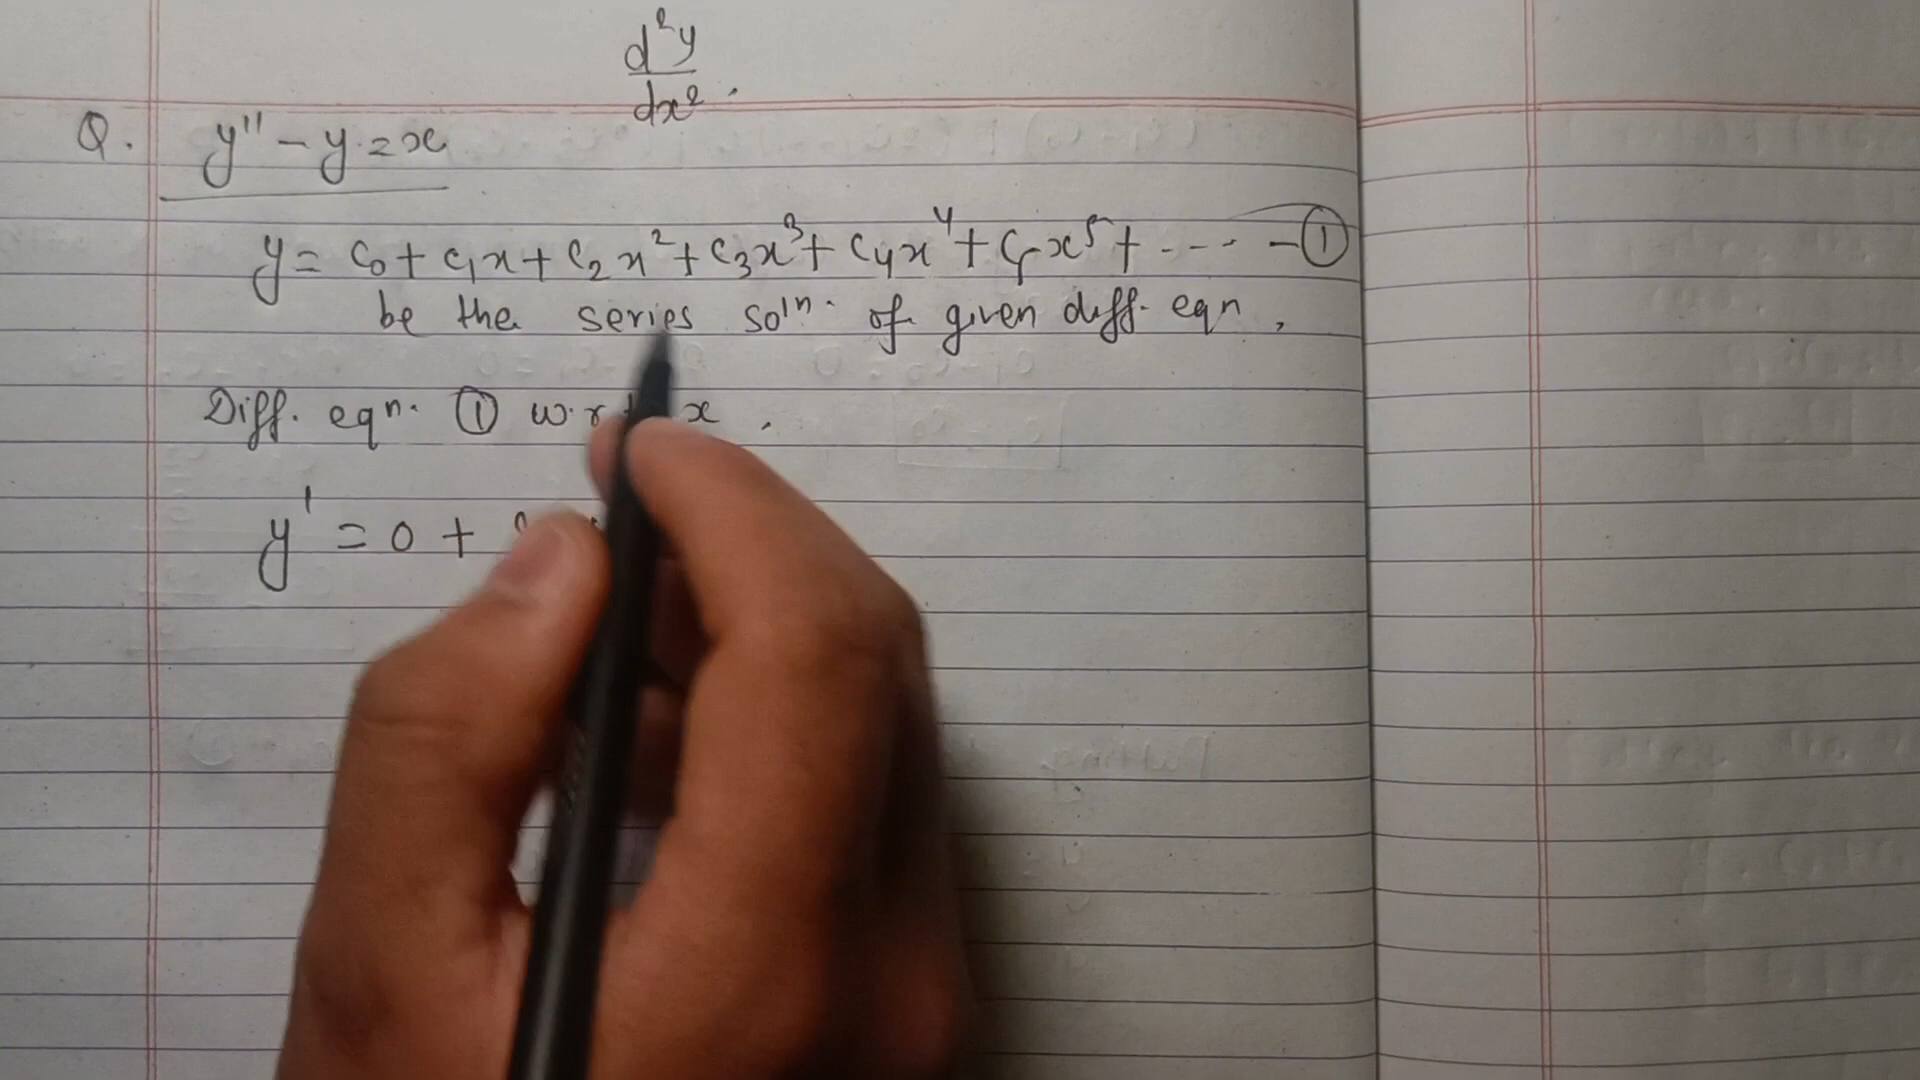 d²y
dx² .
Q. y'' - y = x
y = c₀ + c₁x + c₂x² + c₃x³ + c₄x⁴ + c₅x⁵ + - - - - ①
be the series solⁿ. of given diff. eqn,
Diff. eqⁿ. ① w.r.t x .
y' = 0 +